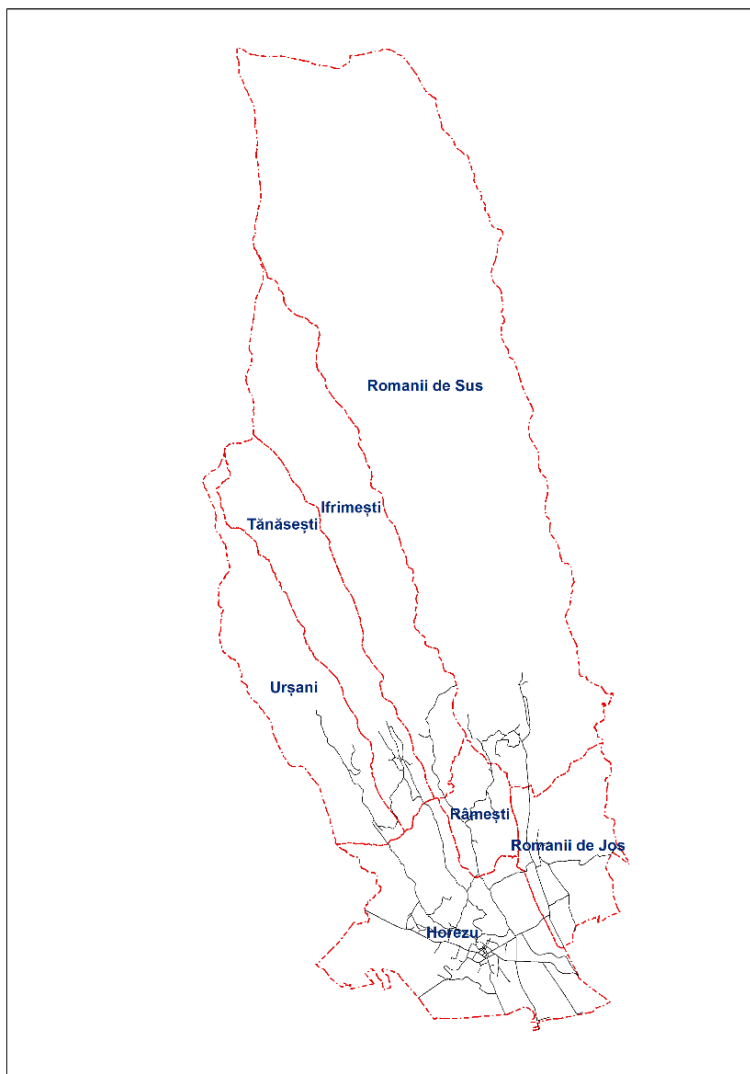 Romanii de Sus
Ifrimești
Tănăsești
Urșani
Râmești
Romanii de Jos
Horezu